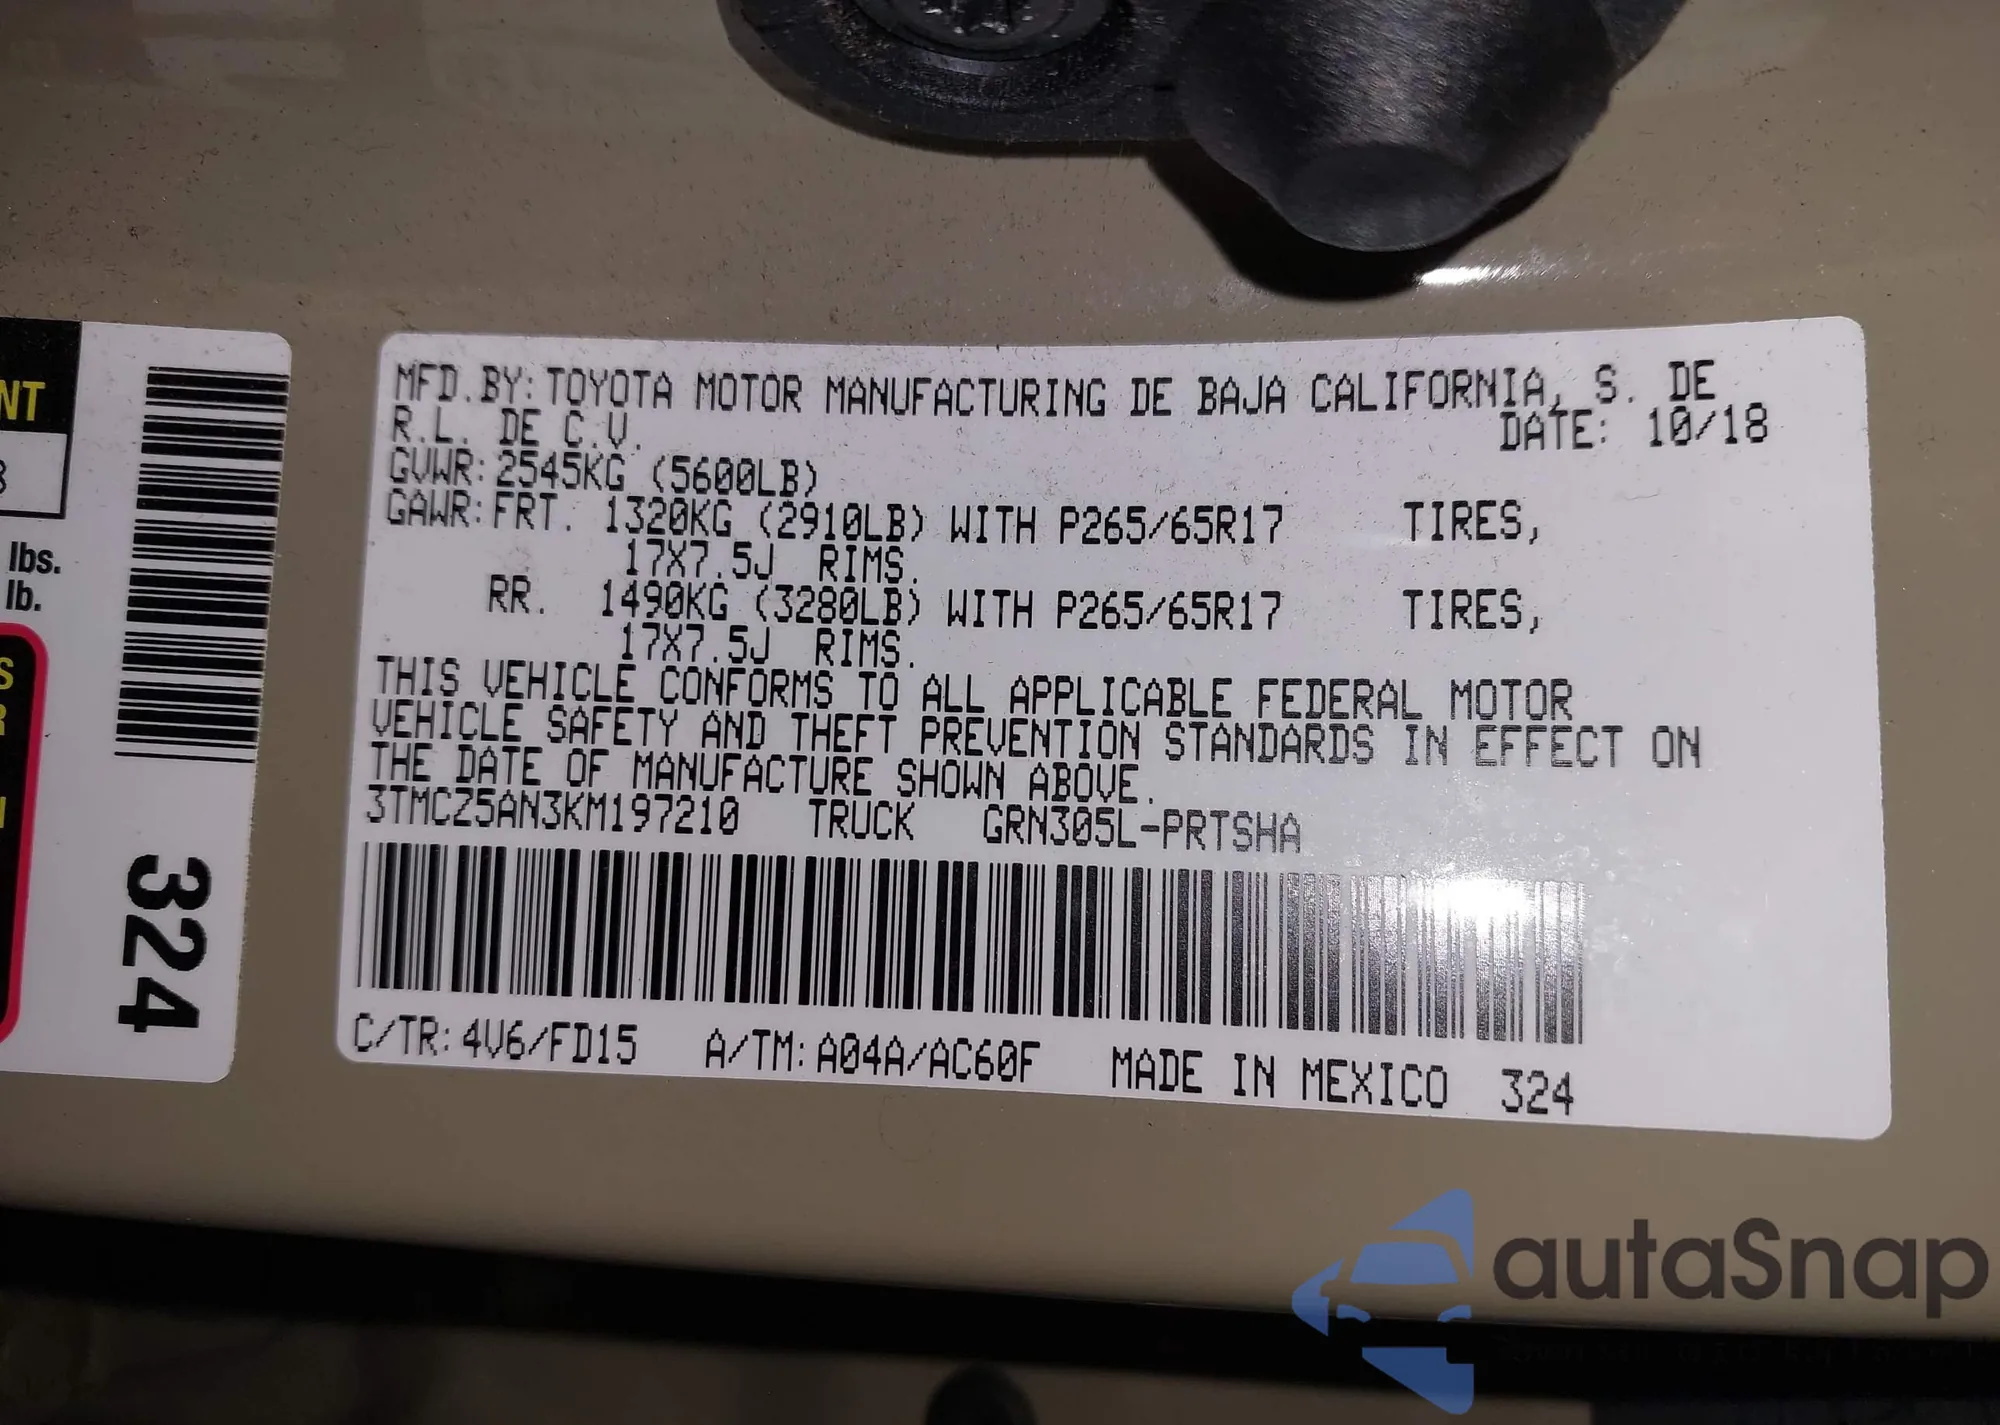 NT
8
lbs.
lb.
S
R
324
MFD.BY:TOYOTA MOTOR MANUFACTURING DE BAJA CALIFORNIA, S. DE
R.L. DE C.V. DATE: 10/18
GVWR:2545KG (5600LB)
GAWR:FRT. 1320KG (2910LB) WITH P265/65R17 TIRES,
17X7.5J RIMS.
RR. 1490KG (3280LB) WITH P265/65R17 TIRES,
17X7.5J RIMS.
THIS VEHICLE CONFORMS TO ALL APPLICABLE FEDERAL MOTOR
VEHICLE SAFETY AND THEFT PREVENTION STANDARDS IN EFFECT ON
THE DATE OF MANUFACTURE SHOWN ABOVE.
3TMCZ5AN3KM197210 TRUCK GRN305L-PRTSHA
C/TR:4V6/FD15 A/TM:A04A/AC60F MADE IN MEXICO 324
autaSnap